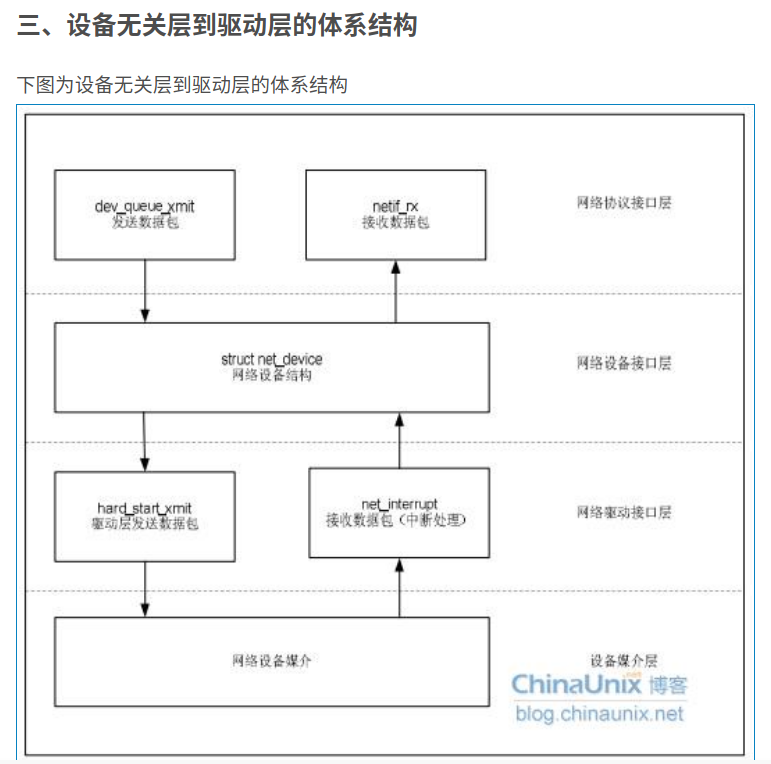 三、设备无关层到驱动层的体系结构
下图为设备无关层到驱动层的体系结构
dev_queue_xmit
发送数据包
netif_rx
接收数据包
网络协议接口层
struct net_device
网络设备结构
网络设备接口层
hard_start_xmit
驱动层发送数据包
net_interrupt
接收数据包（中断处理）
网络驱动接口层
网络设备媒介
设备媒介层
ChinaUnix.net 博客
blog.chinaunix.net